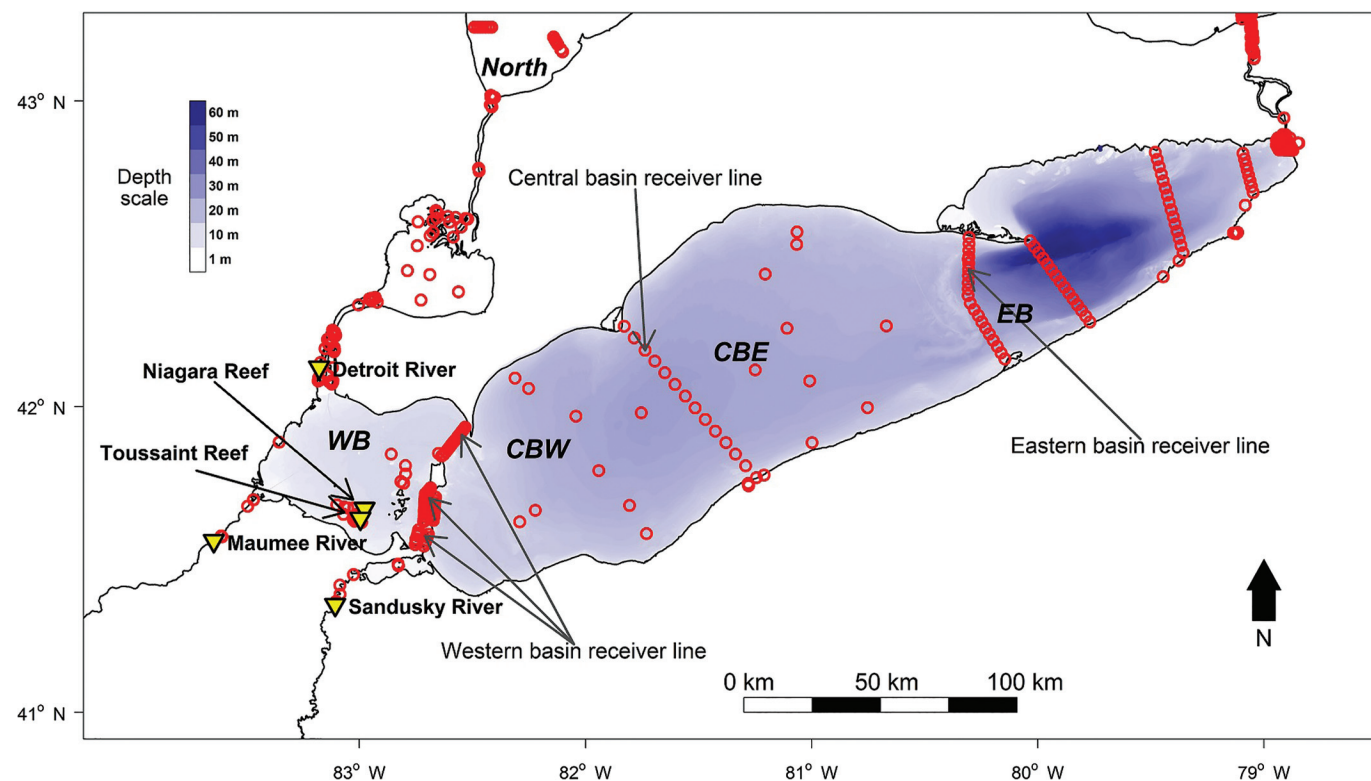 North
43° N
60 m
50 m
40 m
30 m
20 m
10 m
1 m
Depth
scale
Central basin receiver line
EB
CBE
Niagara Reef
Detroit River
42° N
WB
CBW
Eastern basin receiver line
Toussaint Reef
Maumee River
Sandusky River
Western basin receiver line
N
0 km 50 km 100 km
41° N
83° W 82° W 81° W 80° W 79° W